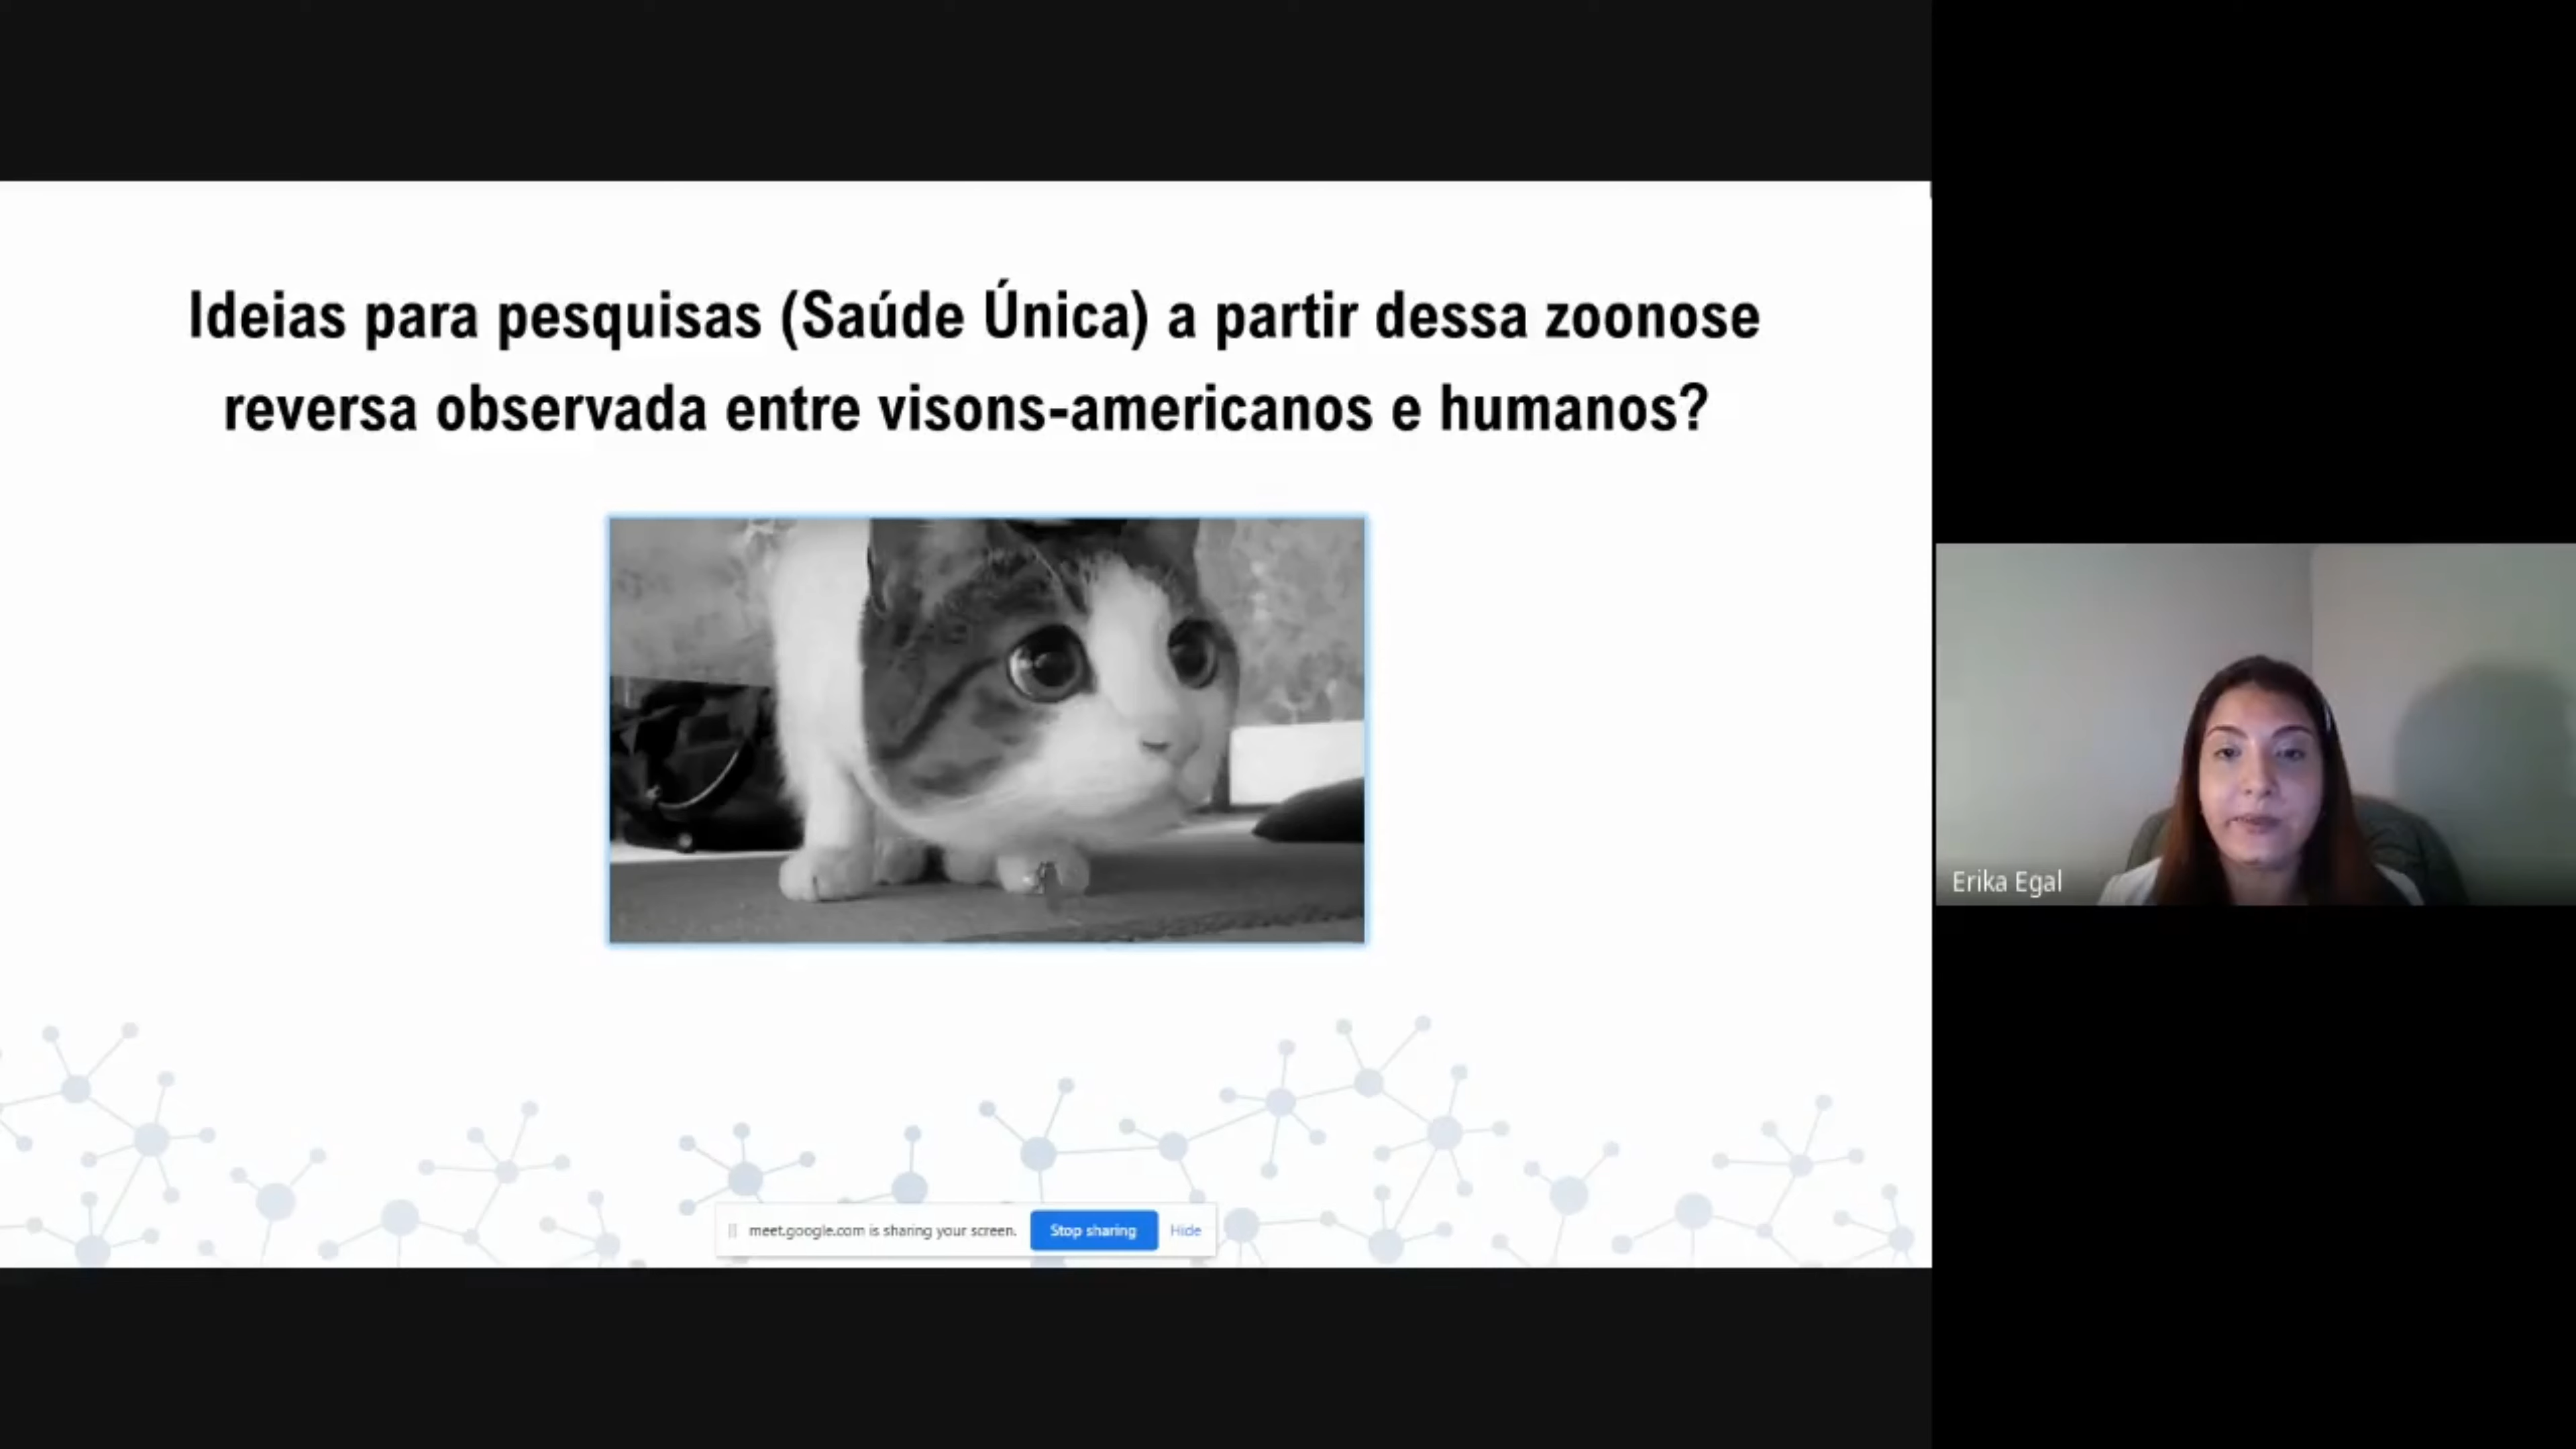 Ideias para pesquisas (Saúde Única) a partir dessa zoonose
reversa observada entre visons-americanos e humanos?
Erika Egal
meet.google.com is sharing your screen. Stop sharing Hide